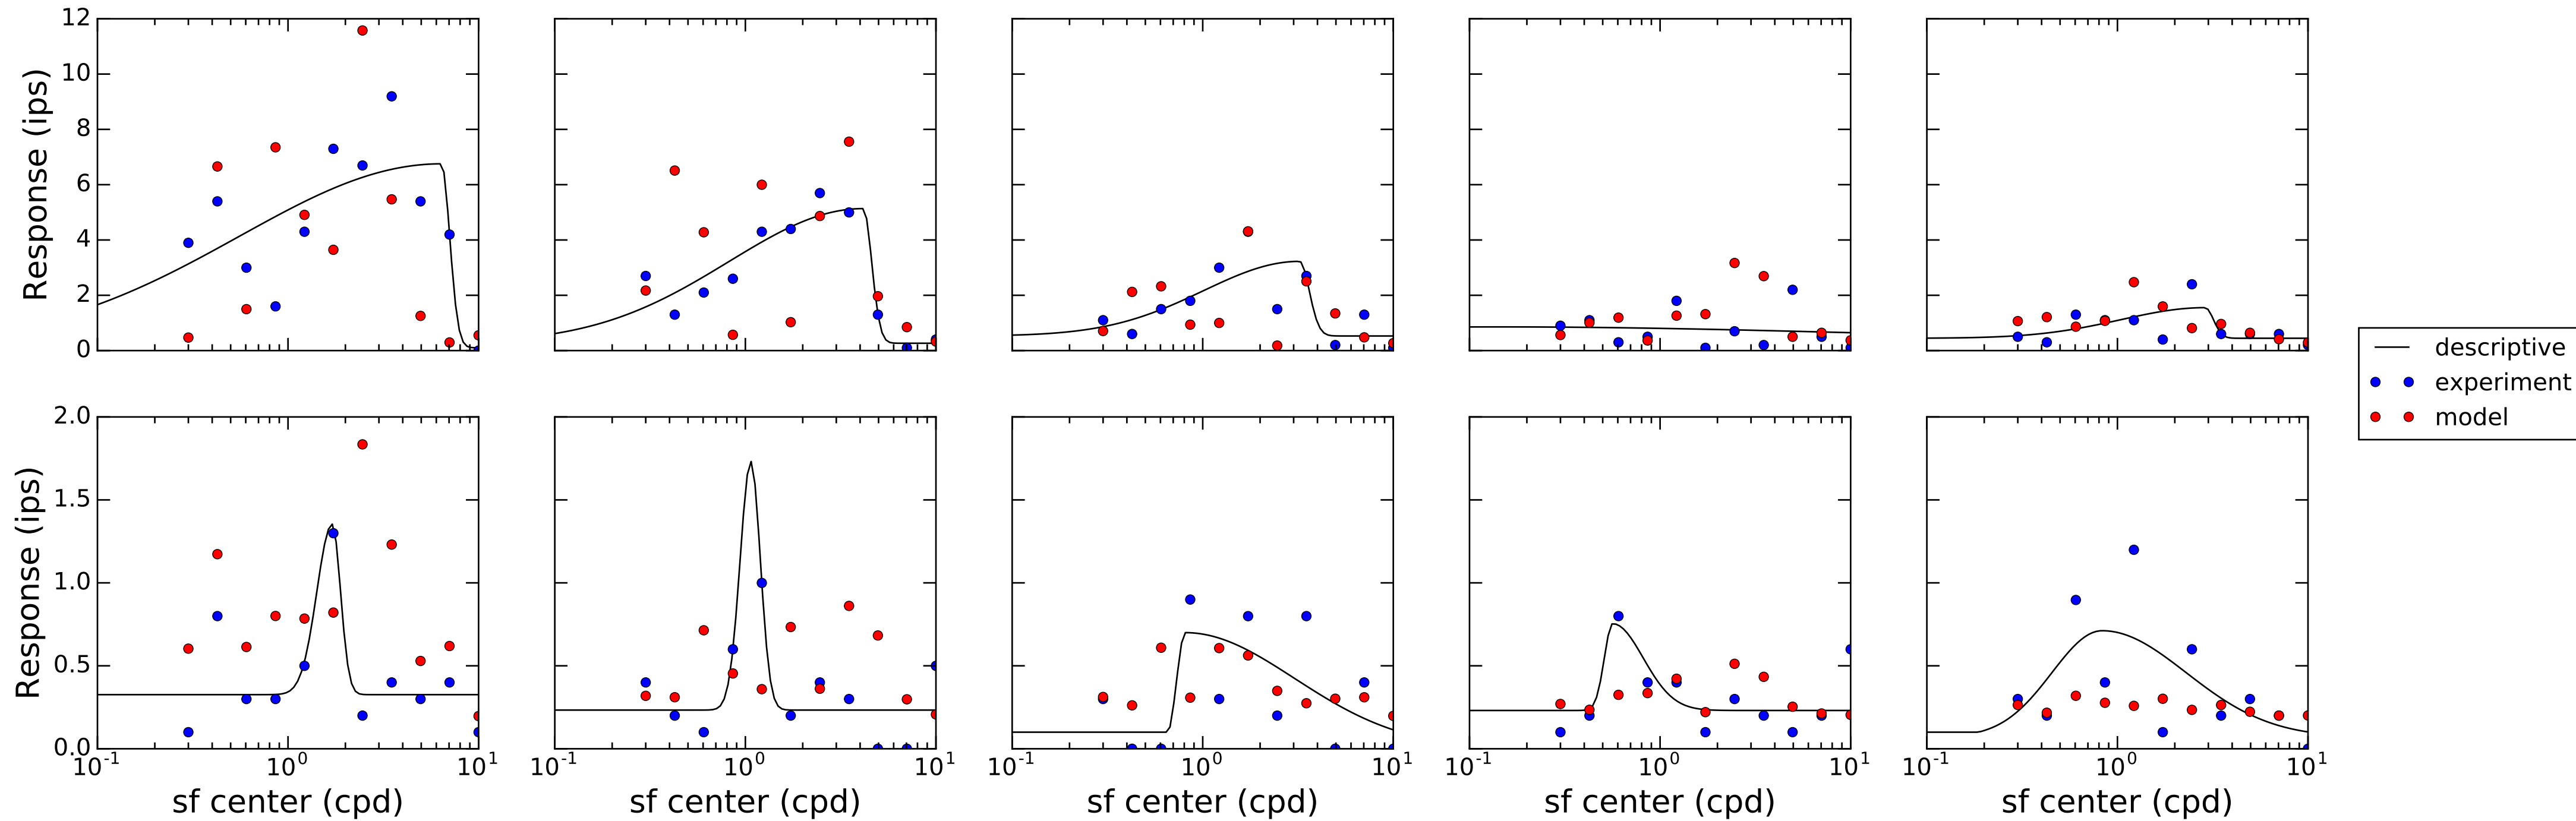 12
10
8
6
4
2
0
Response (ips)
descriptive
experiment
model
2.0
1.5
1.0
0.5
0.0
Response (ips)
10^-1 10^0 10^1 10^-1 10^0 10^1 10^-1 10^0 10^1 10^-1 10^0 10^1 10^-1 10^0 10^1
sf center (cpd) sf center (cpd) sf center (cpd) sf center (cpd) sf center (cpd)